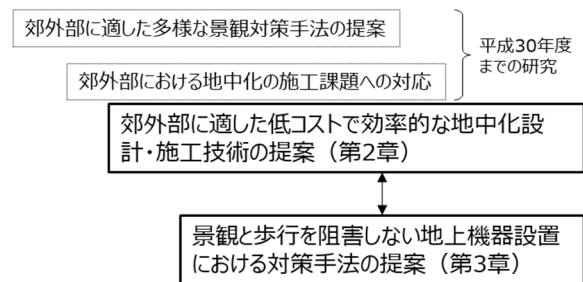 郊外部に適した多様な景観対策手法の提案
郊外部における地中化の施工課題への対応
平成30年度
までの研究
郊外部に適した低コストで効率的な地中化設
計・施工技術の提案（第2章）
景観と歩行を阻害しない地上機器設置
における対策手法の提案（第3章）